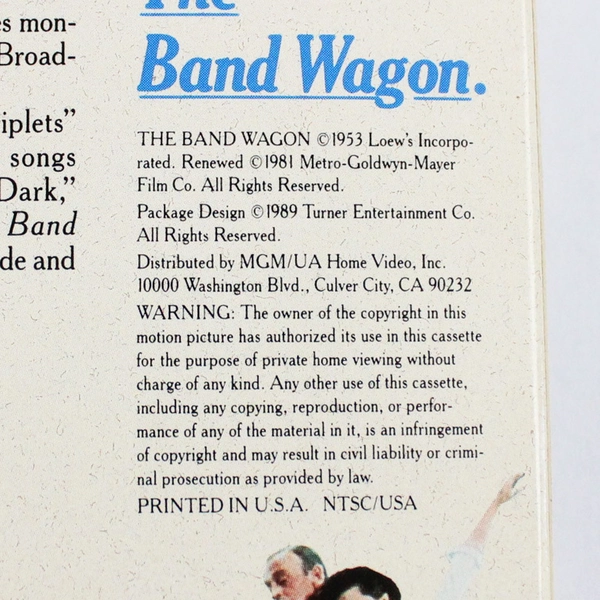 es mon-
Broad-
iplets”
songs
Dark,”
Band
de and
The
Band Wagon.
THE BAND WAGON ©1953 Loew's Incorpo-
rated. Renewed ©1981 Metro-Goldwyn-Mayer
Film Co. All Rights Reserved.
Package Design ©1989 Turner Entertainment Co.
All Rights Reserved.
Distributed by MGM/UA Home Video, Inc.
10000 Washington Blvd., Culver City, CA 90232
WARNING: The owner of the copyright in this
motion picture has authorized its use in this cassette
for the purpose of private home viewing without
charge of any kind. Any other use of this cassette,
including any copying, reproduction, or perfor-
mance of any of the material in it, is an infringement
of copyright and may result in civil liability or crimi-
nal prosecution as provided by law.
PRINTED IN U.S.A. NTSC/USA